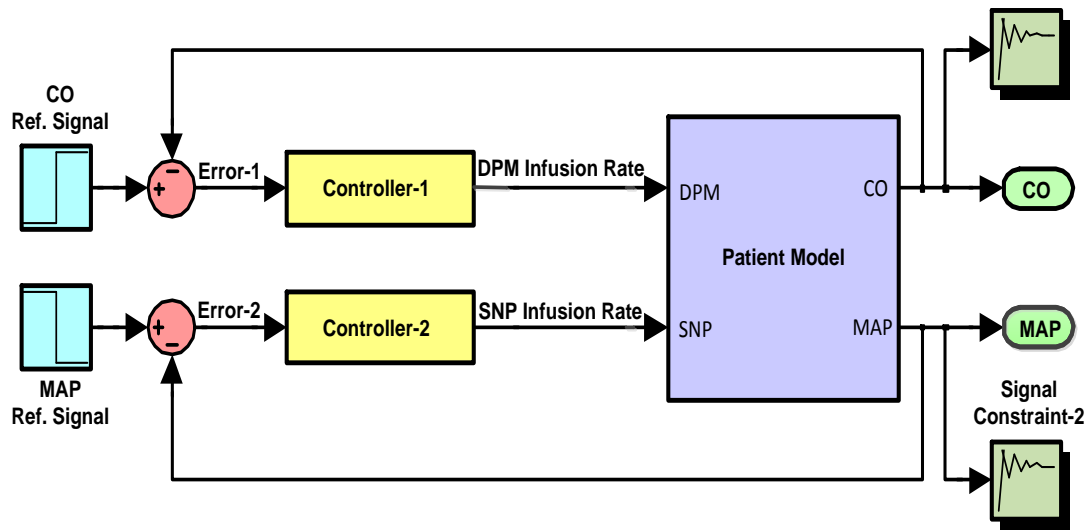 CO
Ref. Signal
+
−
Error-1
Controller-1
DPM Infusion Rate
DPM
CO
CO
Patient Model
MAP
Ref. Signal
+
−
Error-2
Controller-2
SNP Infusion Rate
SNP
MAP
MAP
Signal
Constraint-2